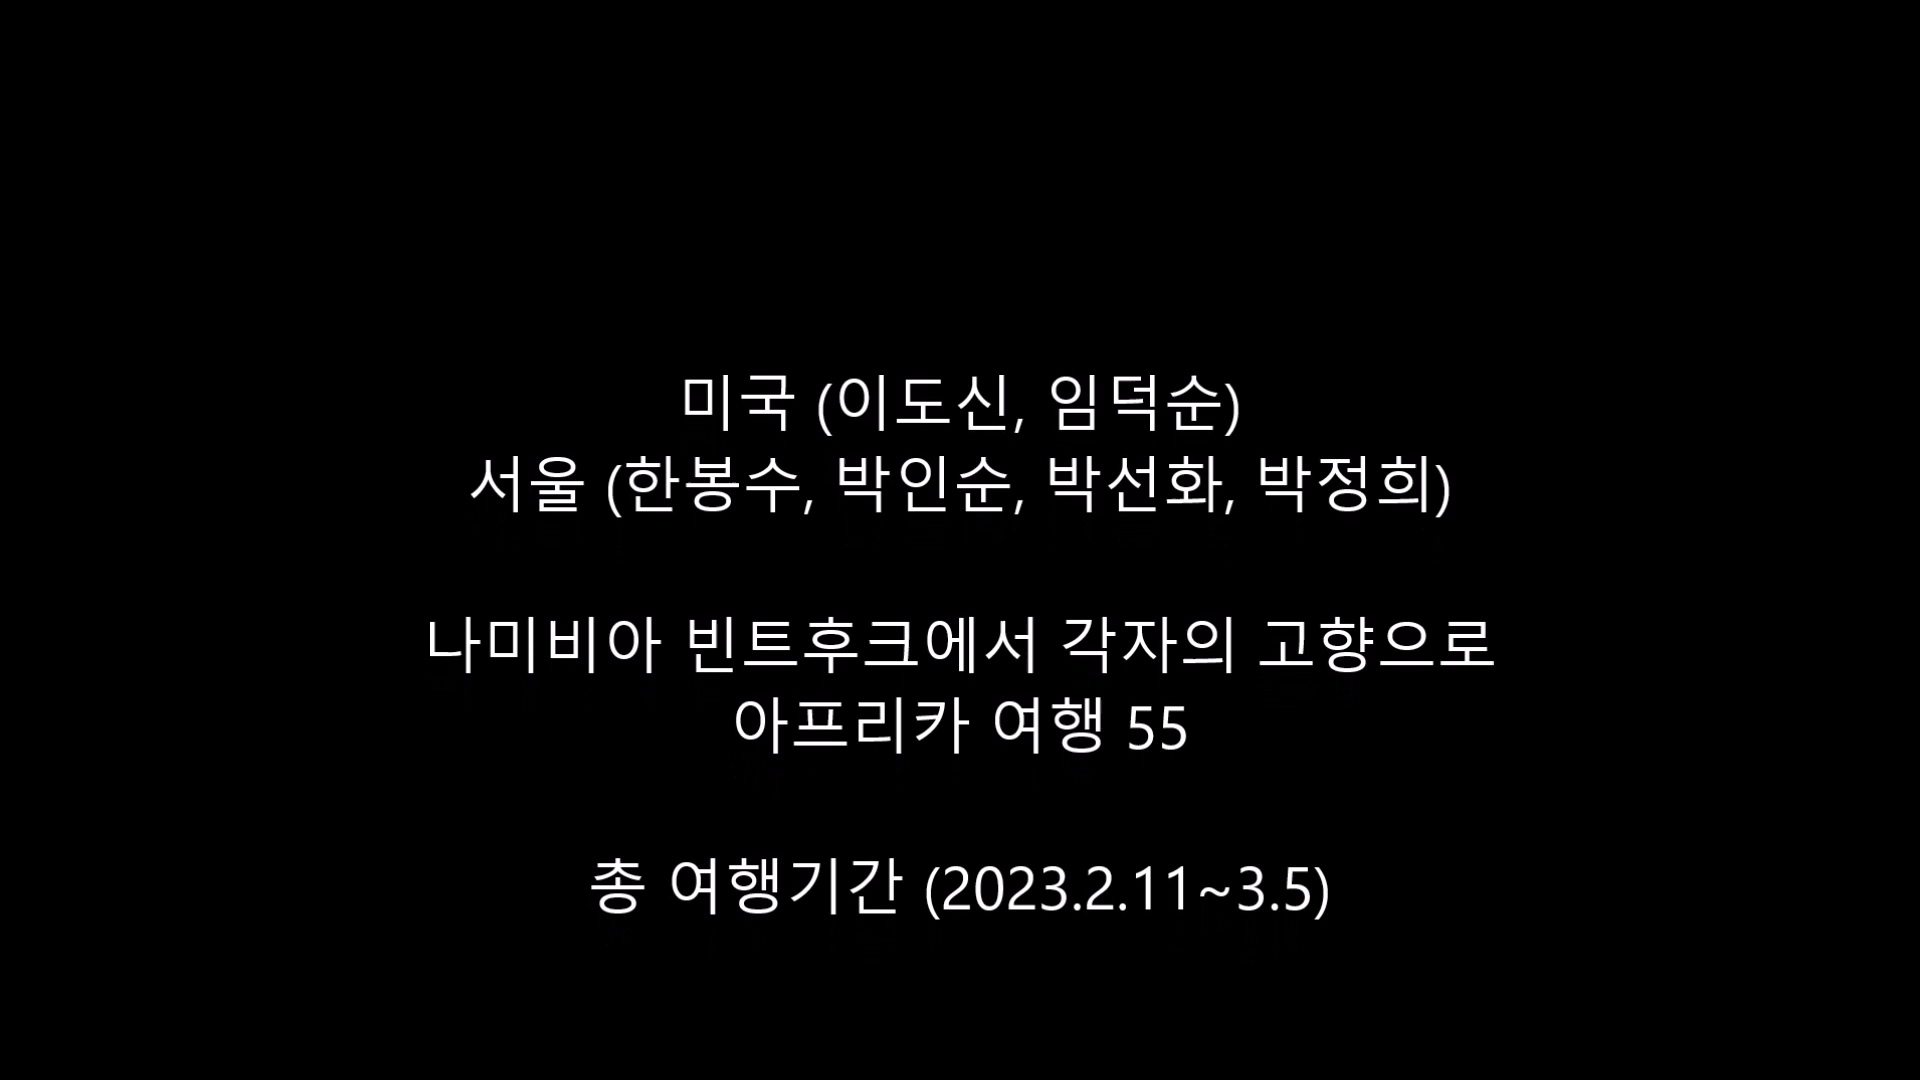 미국 (이도신, 임덕순)
서울 (한봉수, 박인순, 박선화, 박정희)
나미비아 빈트후크에서 각자의 고향으로
아프리카 여행 55
총 여행기간 (2023.2.11~3.5)